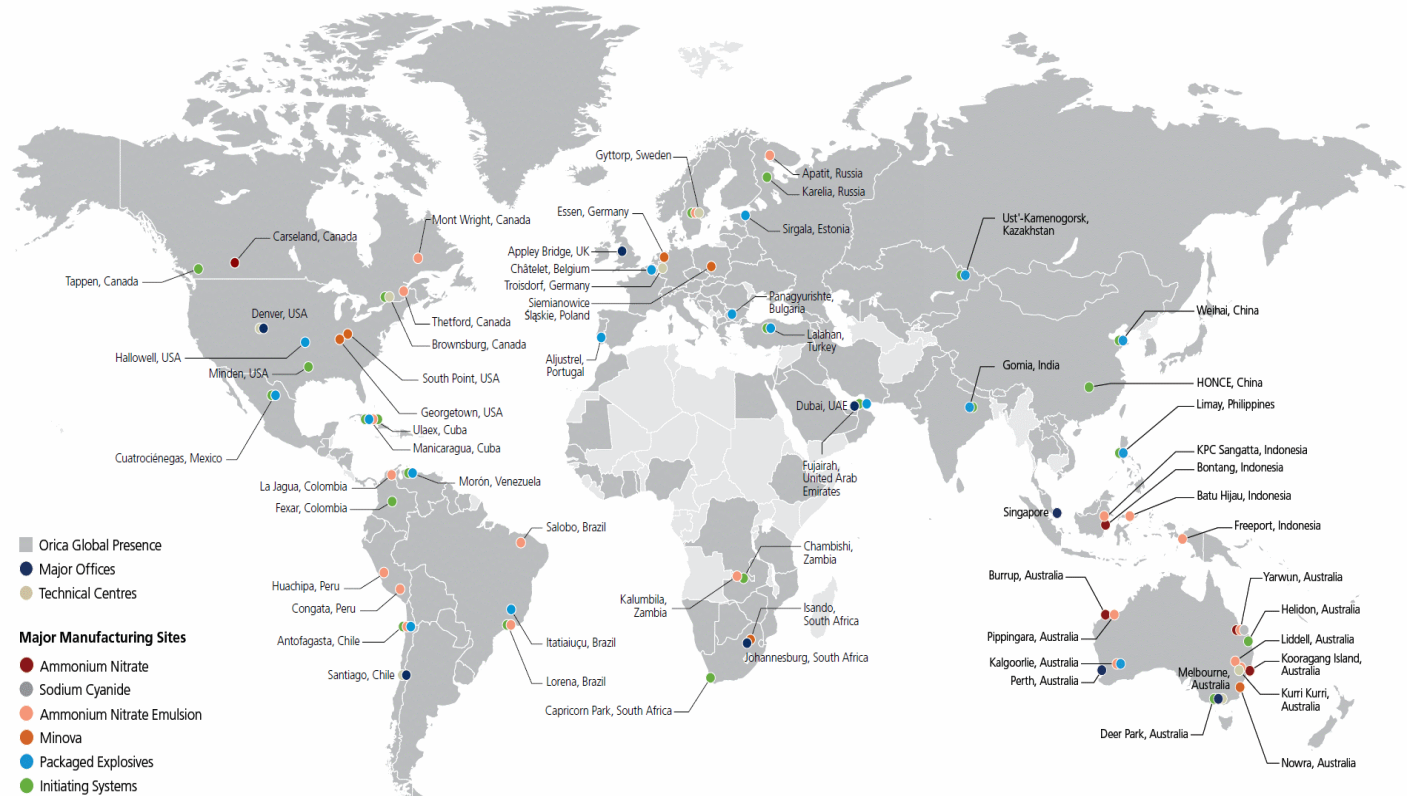 Gyttorp, Sweden
Apatit, Russia
Karelia, Russia
Essen, Germany
Mont Wright, Canada
Ust'-Kamenogorsk,
Kazakhstan
Carseland, Canada
Sirgala, Estonia
Appley Bridge, UK
Châtelet, Belgium
Tappen, Canada
Troisdorf, Germany
Siemianowice
Śląskie, Poland
Panagyurishte,
Bulgaria
Denver, USA
Thetford, Canada
Weihai, China
Brownsburg, Canada
Lalahan,
Turkey
Hallowell, USA
Aljustrel,
Portugal
Minden, USA
Gomia, India
South Point, USA
HONCE, China
Georgetown, USA
Dubai, UAE
Limay, Philippines
Ulaex, Cuba
Manicaragua, Cuba
Cuatrociénegas, Mexico
KPC Sangatta, Indonesia
Fujairah,
United Arab
Emirates
Bontang, Indonesia
La Jagua, Colombia
Morón, Venezuela
Batu Hijau, Indonesia
Fexar, Colombia
Singapore
Freeport, Indonesia
Salobo, Brazil
Orica Global Presence
Chambishi,
Zambia
Major Offices
Burrup, Australia
Yarwun, Australia
Huachipa, Peru
Technical Centres
Kalumbila,
Zambia
Congata, Peru
Isando,
South Africa
Helidon, Australia
Major Manufacturing Sites
Pippingara, Australia
Antofagasta, Chile
Itatiaiuçu, Brazil
Liddell, Australia
Johannesburg, South Africa
Kalgoorlie, Australia
Kooragang Island,
Australia
Ammonium Nitrate
Santiago, Chile
Melbourne,
Australia
Perth, Australia
Lorena, Brazil
Sodium Cyanide
Kurri Kurri,
Australia
Capricorn Park, South Africa
Ammonium Nitrate Emulsion
Deer Park, Australia
Minova
Packaged Explosives
Nowra, Australia
Initiating Systems